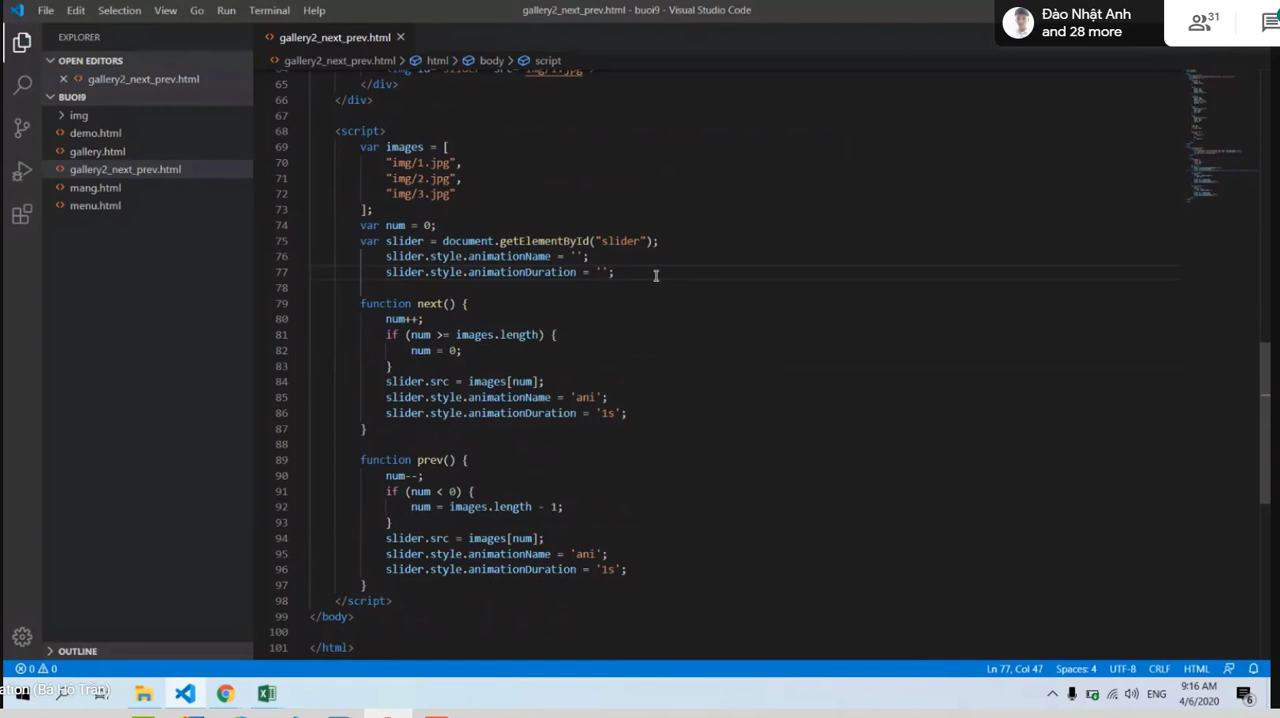 File Edit Selection View Go Run Terminal Help
gallery2_next_prev.html - buoi9 - Visual Studio Code
Đào Nhật Anh
and 28 more
31
EXPLORER
gallery2_next_prev.html
OPEN EDITORS
gallery2_next_prev.html
BUOI9
img
demo.html
gallery.html
gallery2_next_prev.html
mang.html
menu.html
OUTLINE
gallery2_next_prev.html > html > body > script
65 </div>
66 </div>
67
68 <script>
69 var images = [
70 "img/1.jpg",
71 "img/2.jpg",
72 "img/3.jpg"
73 ];
74 var num = 0;
75 var slider = document.getElementById("slider");
76 slider.style.animationName = '';
77 slider.style.animationDuration = '';
78
79 function next() {
80 num++;
81 if (num >= images.length) {
82 num = 0;
83 }
84 slider.src = images[num];
85 slider.style.animationName = 'ani';
86 slider.style.animationDuration = '1s';
87 }
88
89 function prev() {
90 num--;
91 if (num < 0) {
92 num = images.length - 1;
93 }
94 slider.src = images[num];
95 slider.style.animationName = 'ani';
96 slider.style.animationDuration = '1s';
97 }
98 </script>
99 </body>
100
101 </html>
0 0
Ln 77, Col 47 Spaces: 4 UTF-8 CRLF HTML
(Bá Hộ Trần)
ENG
9:16 AM
4/6/2020
6